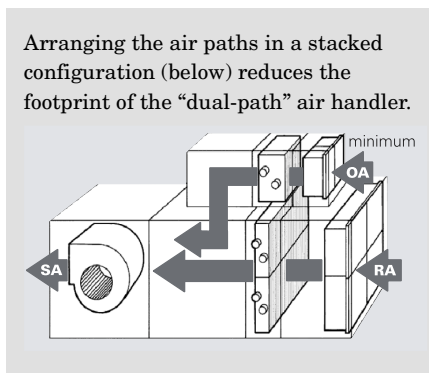 Arranging the air paths in a stacked
configuration (below) reduces the
footprint of the “dual-path” air handler.
minimum
OA
SA
RA